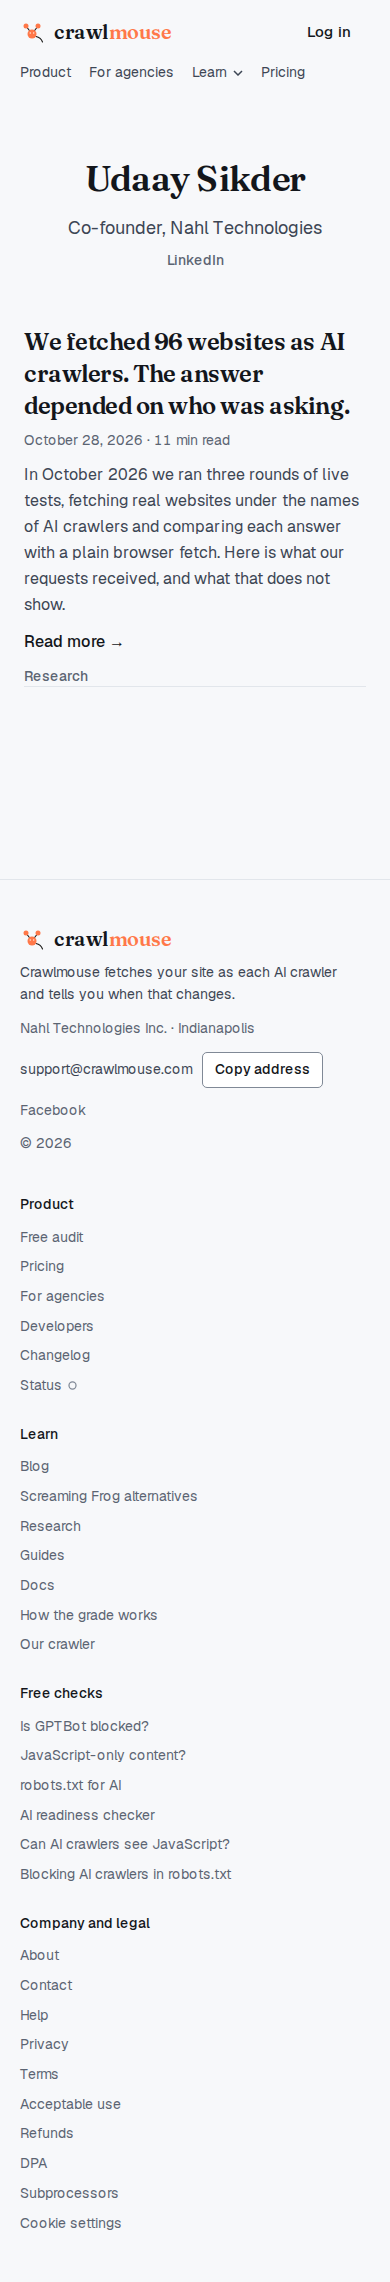 crawlmouse
Log in
Product For agencies Learn Pricing
Udaay Sikder
Co-founder, Nahl Technologies
LinkedIn
We fetched 96 websites as AI
crawlers. The answer
depended on who was asking.
October 28, 2026 · 11 min read
In October 2026 we ran three rounds of live
tests, fetching real websites under the names
of AI crawlers and comparing each answer
with a plain browser fetch. Here is what our
requests received, and what that does not
show.
Read more →
Research
crawlmouse
Crawlmouse fetches your site as each AI crawler
and tells you when that changes.
Nahl Technologies Inc. · Indianapolis
support@crawlmouse.com Copy address
Facebook
© 2026
Product
Free audit
Pricing
For agencies
Developers
Changelog
Status
Learn
Blog
Screaming Frog alternatives
Research
Guides
Docs
How the grade works
Our crawler
Free checks
Is GPTBot blocked?
JavaScript-only content?
robots.txt for AI
AI readiness checker
Can AI crawlers see JavaScript?
Blocking AI crawlers in robots.txt
Company and legal
About
Contact
Help
Privacy
Terms
Acceptable use
Refunds
DPA
Subprocessors
Cookie settings